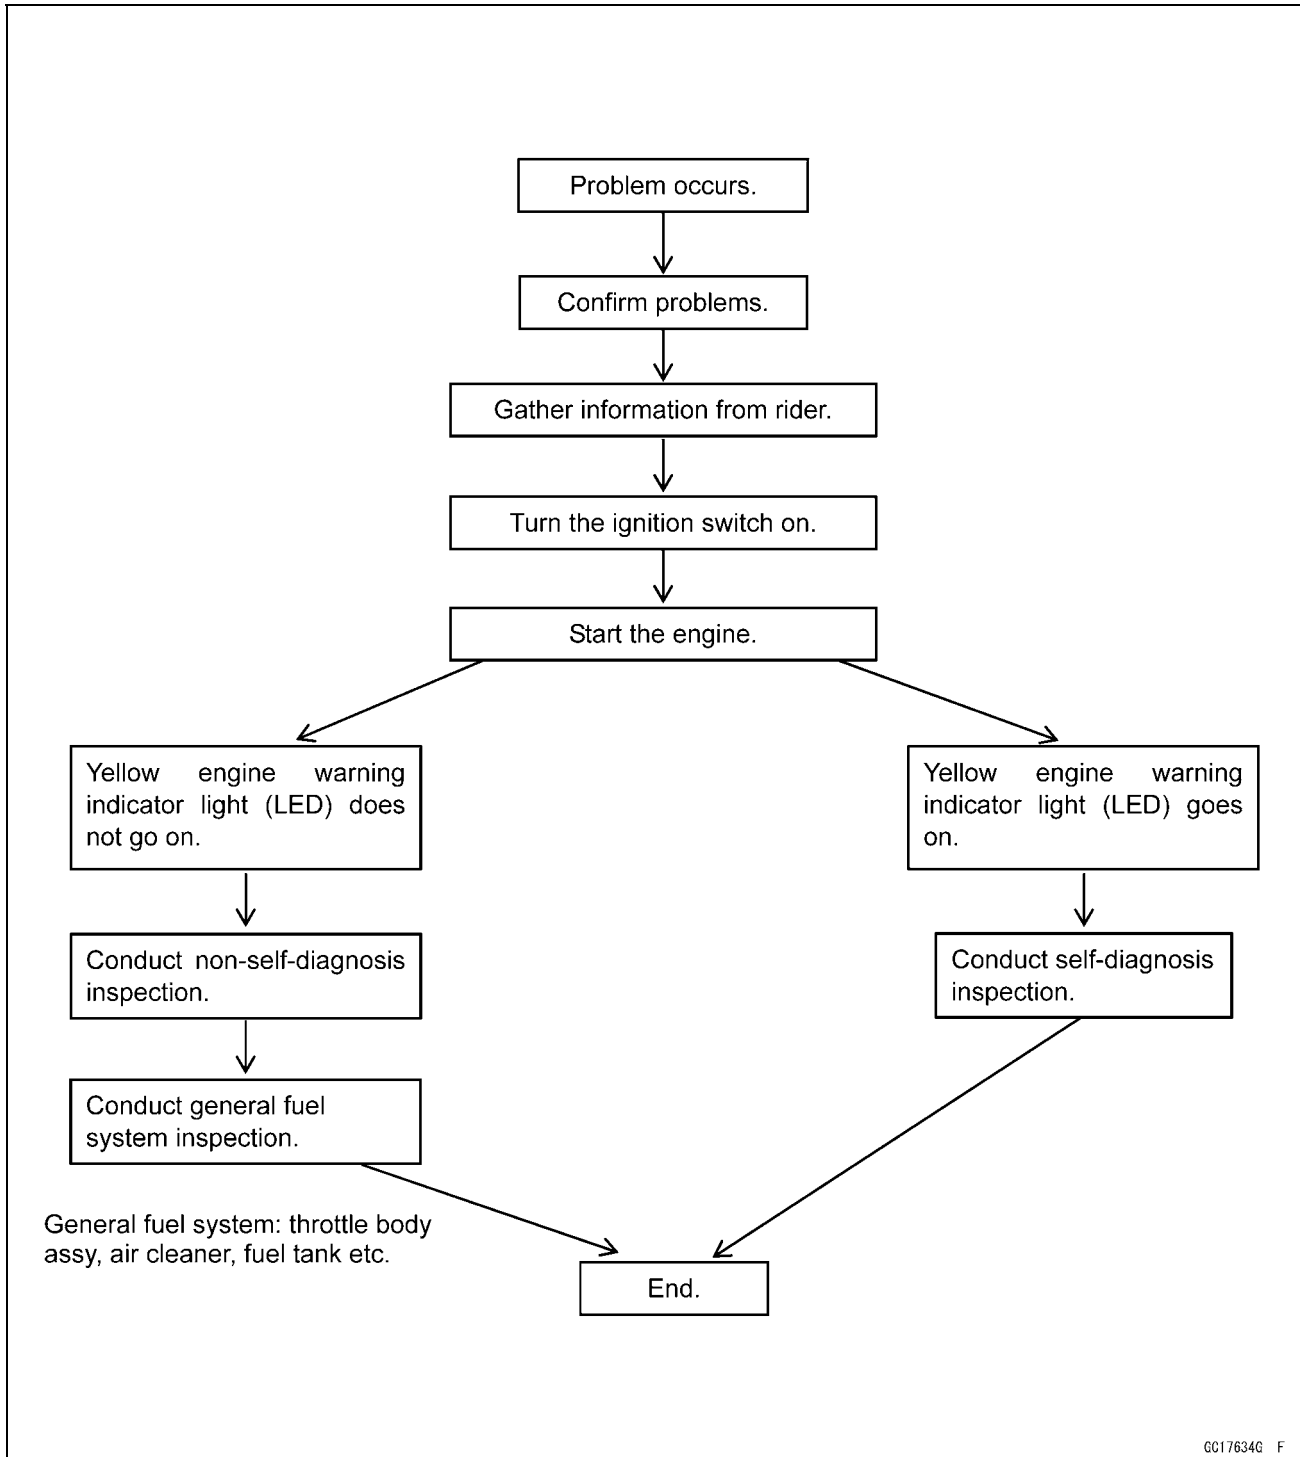 Problem occurs.
Confirm problems.
Gather information from rider.
Turn the ignition switch on.
Start the engine.
Yellow engine warning
indicator light (LED) does
not go on.
Yellow engine warning
indicator light (LED) goes
on.
Conduct non-self-diagnosis
inspection.
Conduct self-diagnosis
inspection.
Conduct general fuel
system inspection.
General fuel system: throttle body
assy, air cleaner, fuel tank etc.
End.
GC17634G F